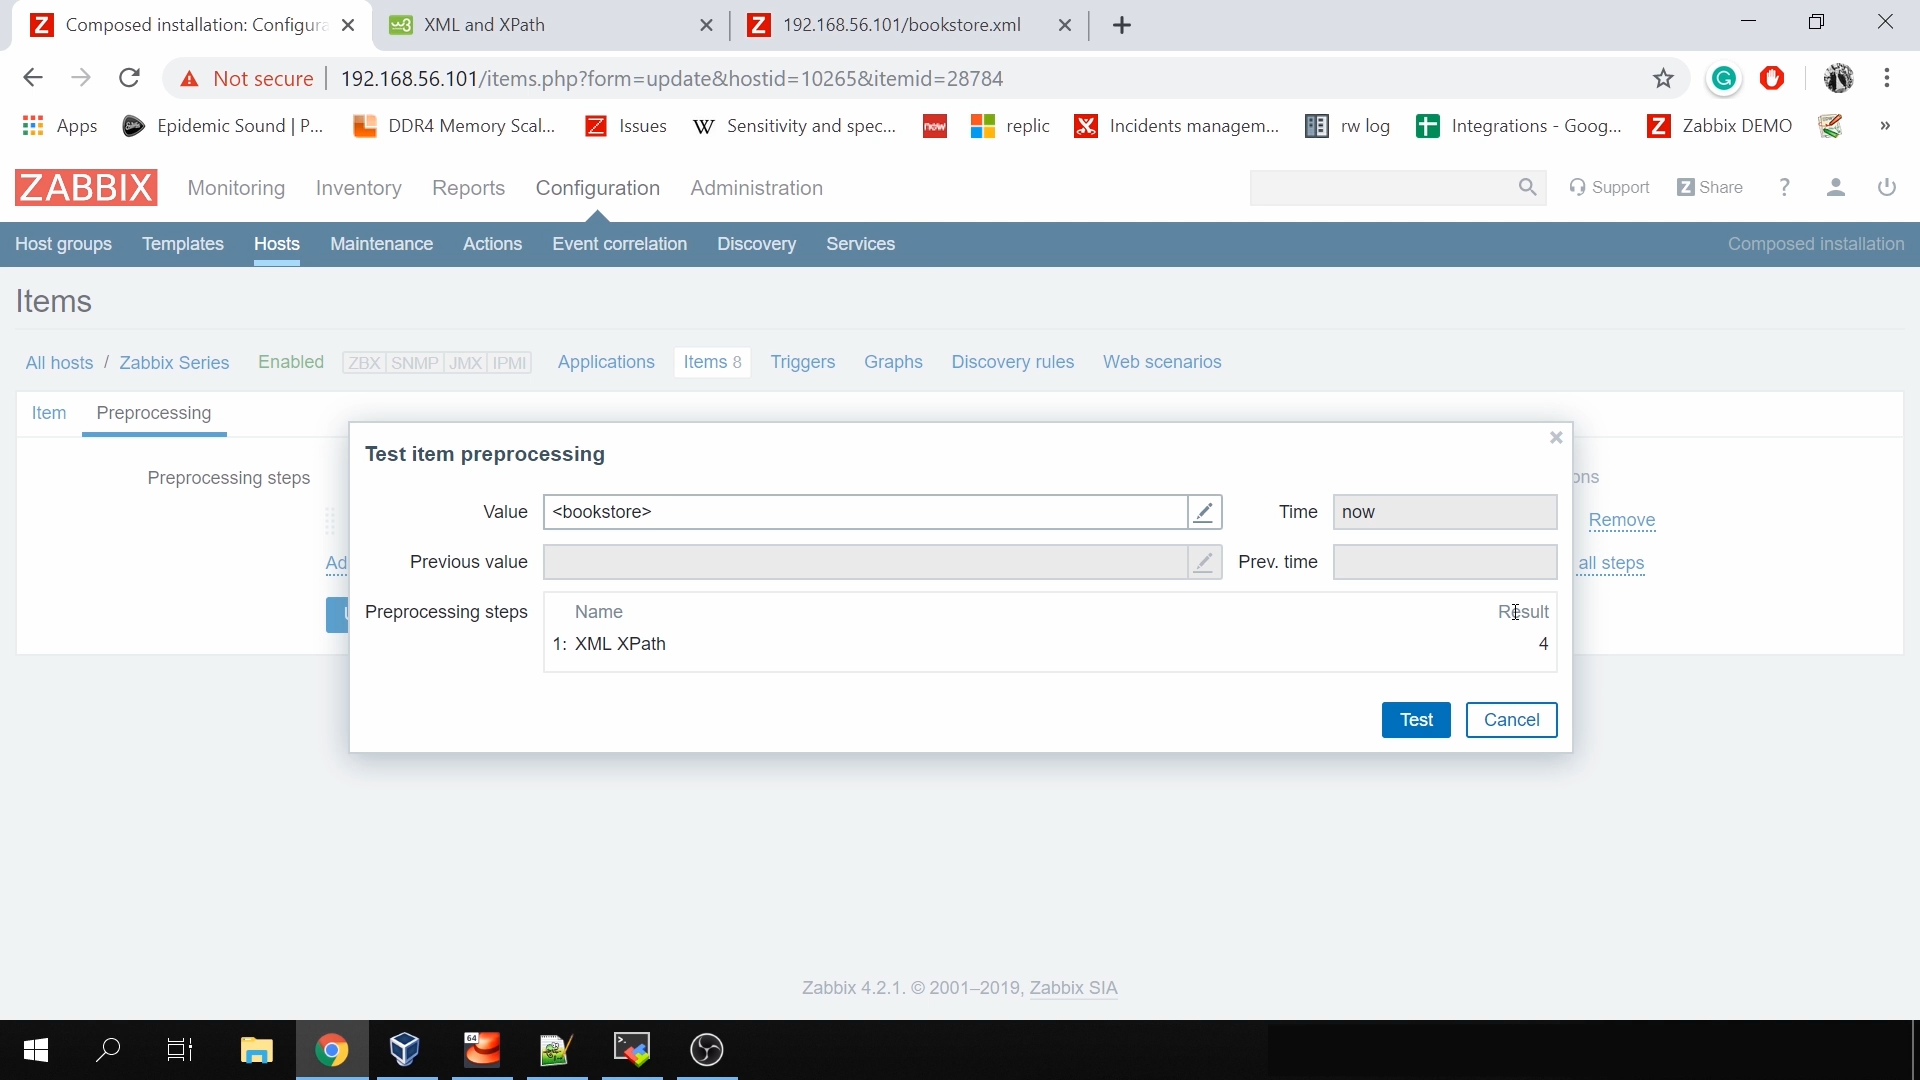 Composed installation: Configura
XML and XPath
192.168.56.101/bookstore.xml
Not secure
192.168.56.101/items.php?form=update&hostid=10265&itemid=28784
Apps
Epidemic Sound | P...
DDR4 Memory Scal...
Issues
Sensitivity and spec...
now
replic
Incidents managem...
rw log
Integrations - Goog...
Zabbix DEMO
»
ZABBIX
Monitoring
Inventory
Reports
Configuration
Administration
Support
Z Share
?
Host groups
Templates
Hosts
Maintenance
Actions
Event correlation
Discovery
Services
Composed installation
Items
All hosts / Zabbix Series
Enabled
ZBX SNMP JMX IPMI
Applications
Items 8
Triggers
Graphs
Discovery rules
Web scenarios
Item
Preprocessing
Test item preprocessing
Preprocessing steps
ons
Value
<bookstore>
Time
now
Remove
Ad
Previous value
Prev. time
all steps
Preprocessing steps
Name
Result
1: XML XPath
4
Test
Cancel
Zabbix 4.2.1. © 2001–2019, Zabbix SIA
64